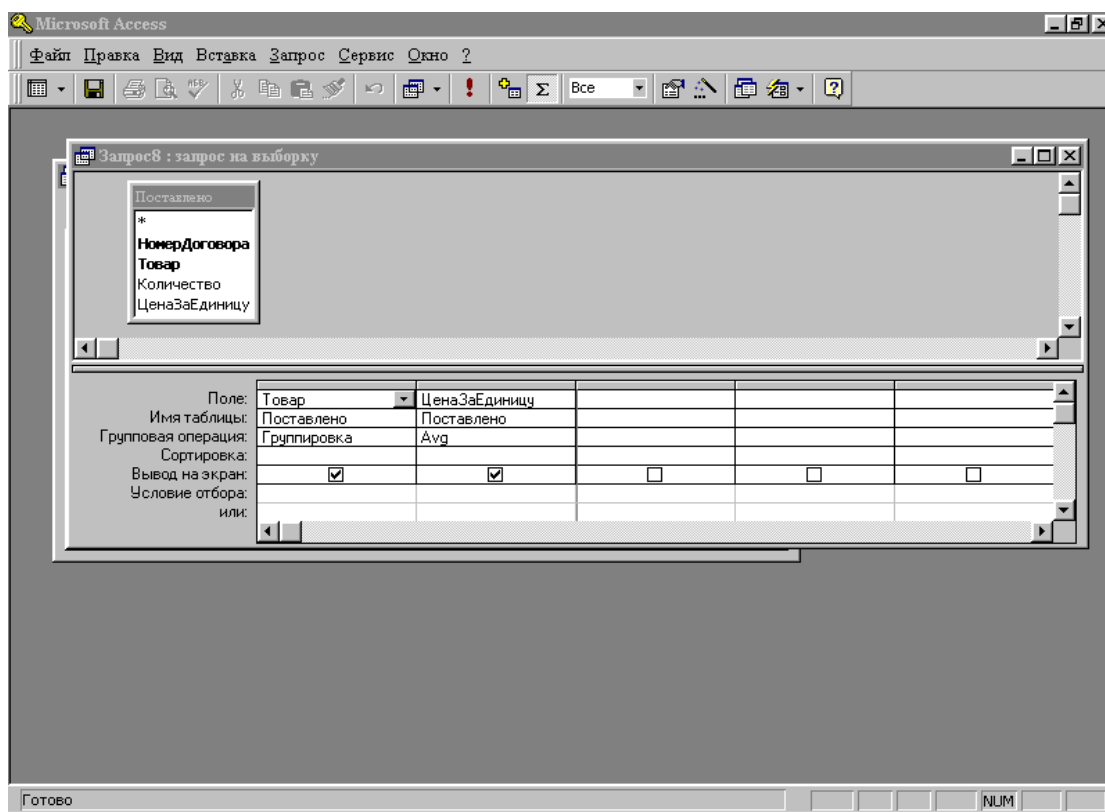 Microsoft Access
Файл Правка Вид Вставка Запрос Сервис Окно ?
Все
Запрос8 : запрос на выборку
Поставлено
*
НомерДоговора
Товар
Количество
ЦенаЗаЕдиницу
Поле: Товар ЦенаЗаЕдиницу
Имя таблицы: Поставлено Поставлено
Групповая операция: Группировка Avg
Сортировка:
Вывод на экран:
Условие отбора:
или:
Готово NUM